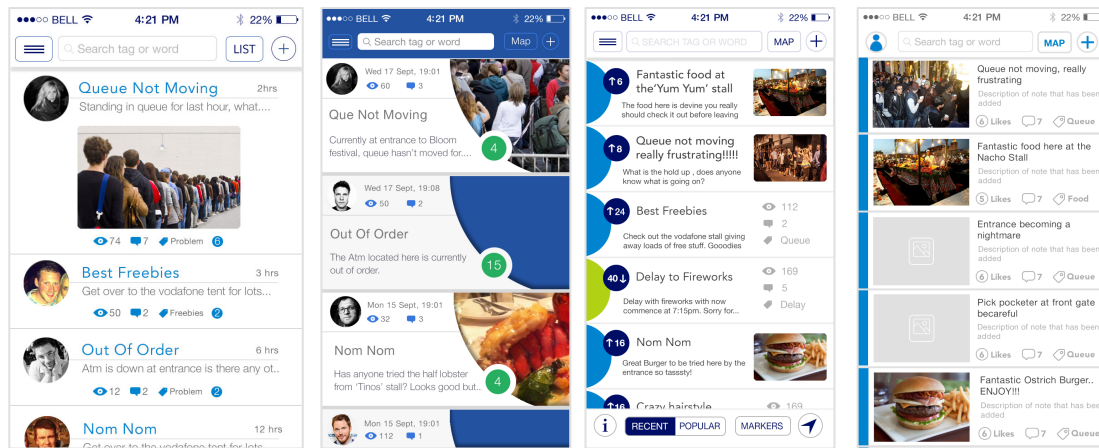 BELL 4:21 PM 22%
Search tag or word LIST +
Queue Not Moving 2hrs
Standing in queue for last hour, what....
74 7 Problem 6
Best Freebies 3 hrs
Get over to the vodafone tent for lots...
50 2 Freebies 2
Out Of Order 6 hrs
Atm is down at entrance is there any ot..
12 2 Problem 2
Nom Nom 12 hrs
Get over to the vodafone tent for lots
BELL 4:21 PM 22%
Search tag or word Map +
Wed 17 Sept, 19:01
60 3
Que Not Moving
Currently at entrance to Bloom
festival, queue hasn't moved for.... 4
Wed 17 Sept, 19:08
50 2
Out Of Order
The Atm located here is currently
out of order. 15
Mon 15 Sept, 19:01
32 3
Nom Nom
Has anyone tried the half lobster
from 'Tinos' stall? Looks good but.. 4
Mon 15 Sept, 19:01
112 1
BELL 4:21 PM 22%
SEARCH TAG OR WORD MAP +
↑6 Fantastic food at
the'Yum Yum' stall
The food here is devine you really
should check it out before leaving
↑8 Queue not moving
really frustrating!!!!!
What is the hold up , does anyone
know what is going on?
↑24 Best Freebies 112
2
Check out the vodafone stall giving
away loads of free stuff. Gooodies Queue
40↓ Delay to Fireworks 169
5
Delay with fireworks with now
commence at 7:15pm. Sorry for... Delay
↑16 Nom Nom
Great Burger to be tried here by the
entrance so tasssty!
↑16 Crazy hairstyle 169
i RECENT POPULAR MARKERS
BELL 4:21 PM 22%
Search tag or word MAP +
Queue not moving, really
frustrating
Description of note that has been
added
6 Likes 7 Queue
Fantastic food here at the
Nacho Stall
Description of note that has been
added
5 Likes 7 Food
Entrance becoming a
nightmare
Description of note that has been
added
6 Likes 7 Queue
Pick pocketer at front gate
becareful
Description of note that has been
added
6 Likes 7 Queue
Fantastic Ostrich Burger..
ENJOY!!!
Description of note that has been
added
6 Likes 7 Queue